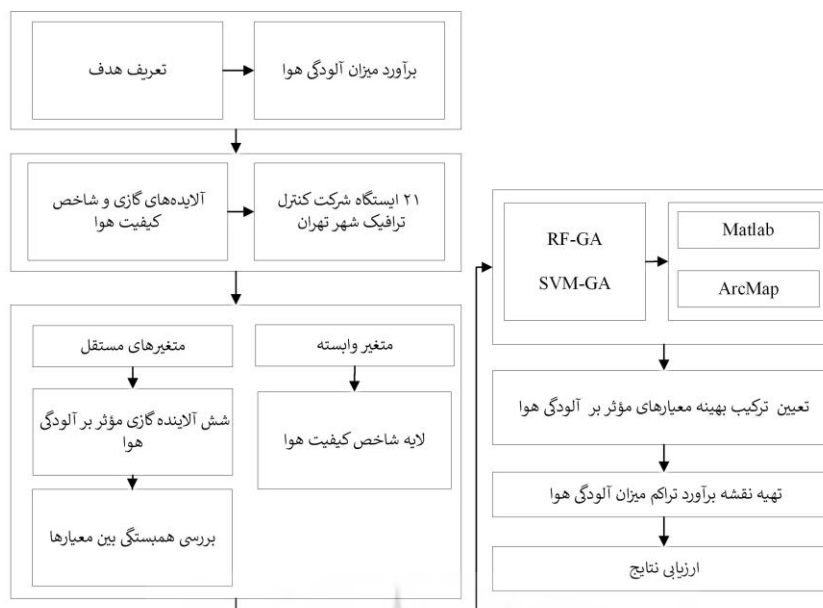 تعریف هدف
برآورد میزان آلودگی هوا
آلاید‌ه‌های گازی و شاخص
کیفیت هوا
۲۱ ایستگاه شرکت کنترل
ترافیک شهر تهران
متغیرهای مستقل
متغیر وابسته
شش آلاینده گازی مؤثر بر آلودگی
هوا
لایه شاخص کیفیت هوا
بررسی همبستگی بین معیارها
RF-GA
SVM-GA
Matlab
ArcMap
تعیین ترکیب بهینه معیارهای مؤثر بر آلودگی هوا
تهیه نقشه برآورد تراکم میزان آلودگی هوا
ارزیابی نتایج